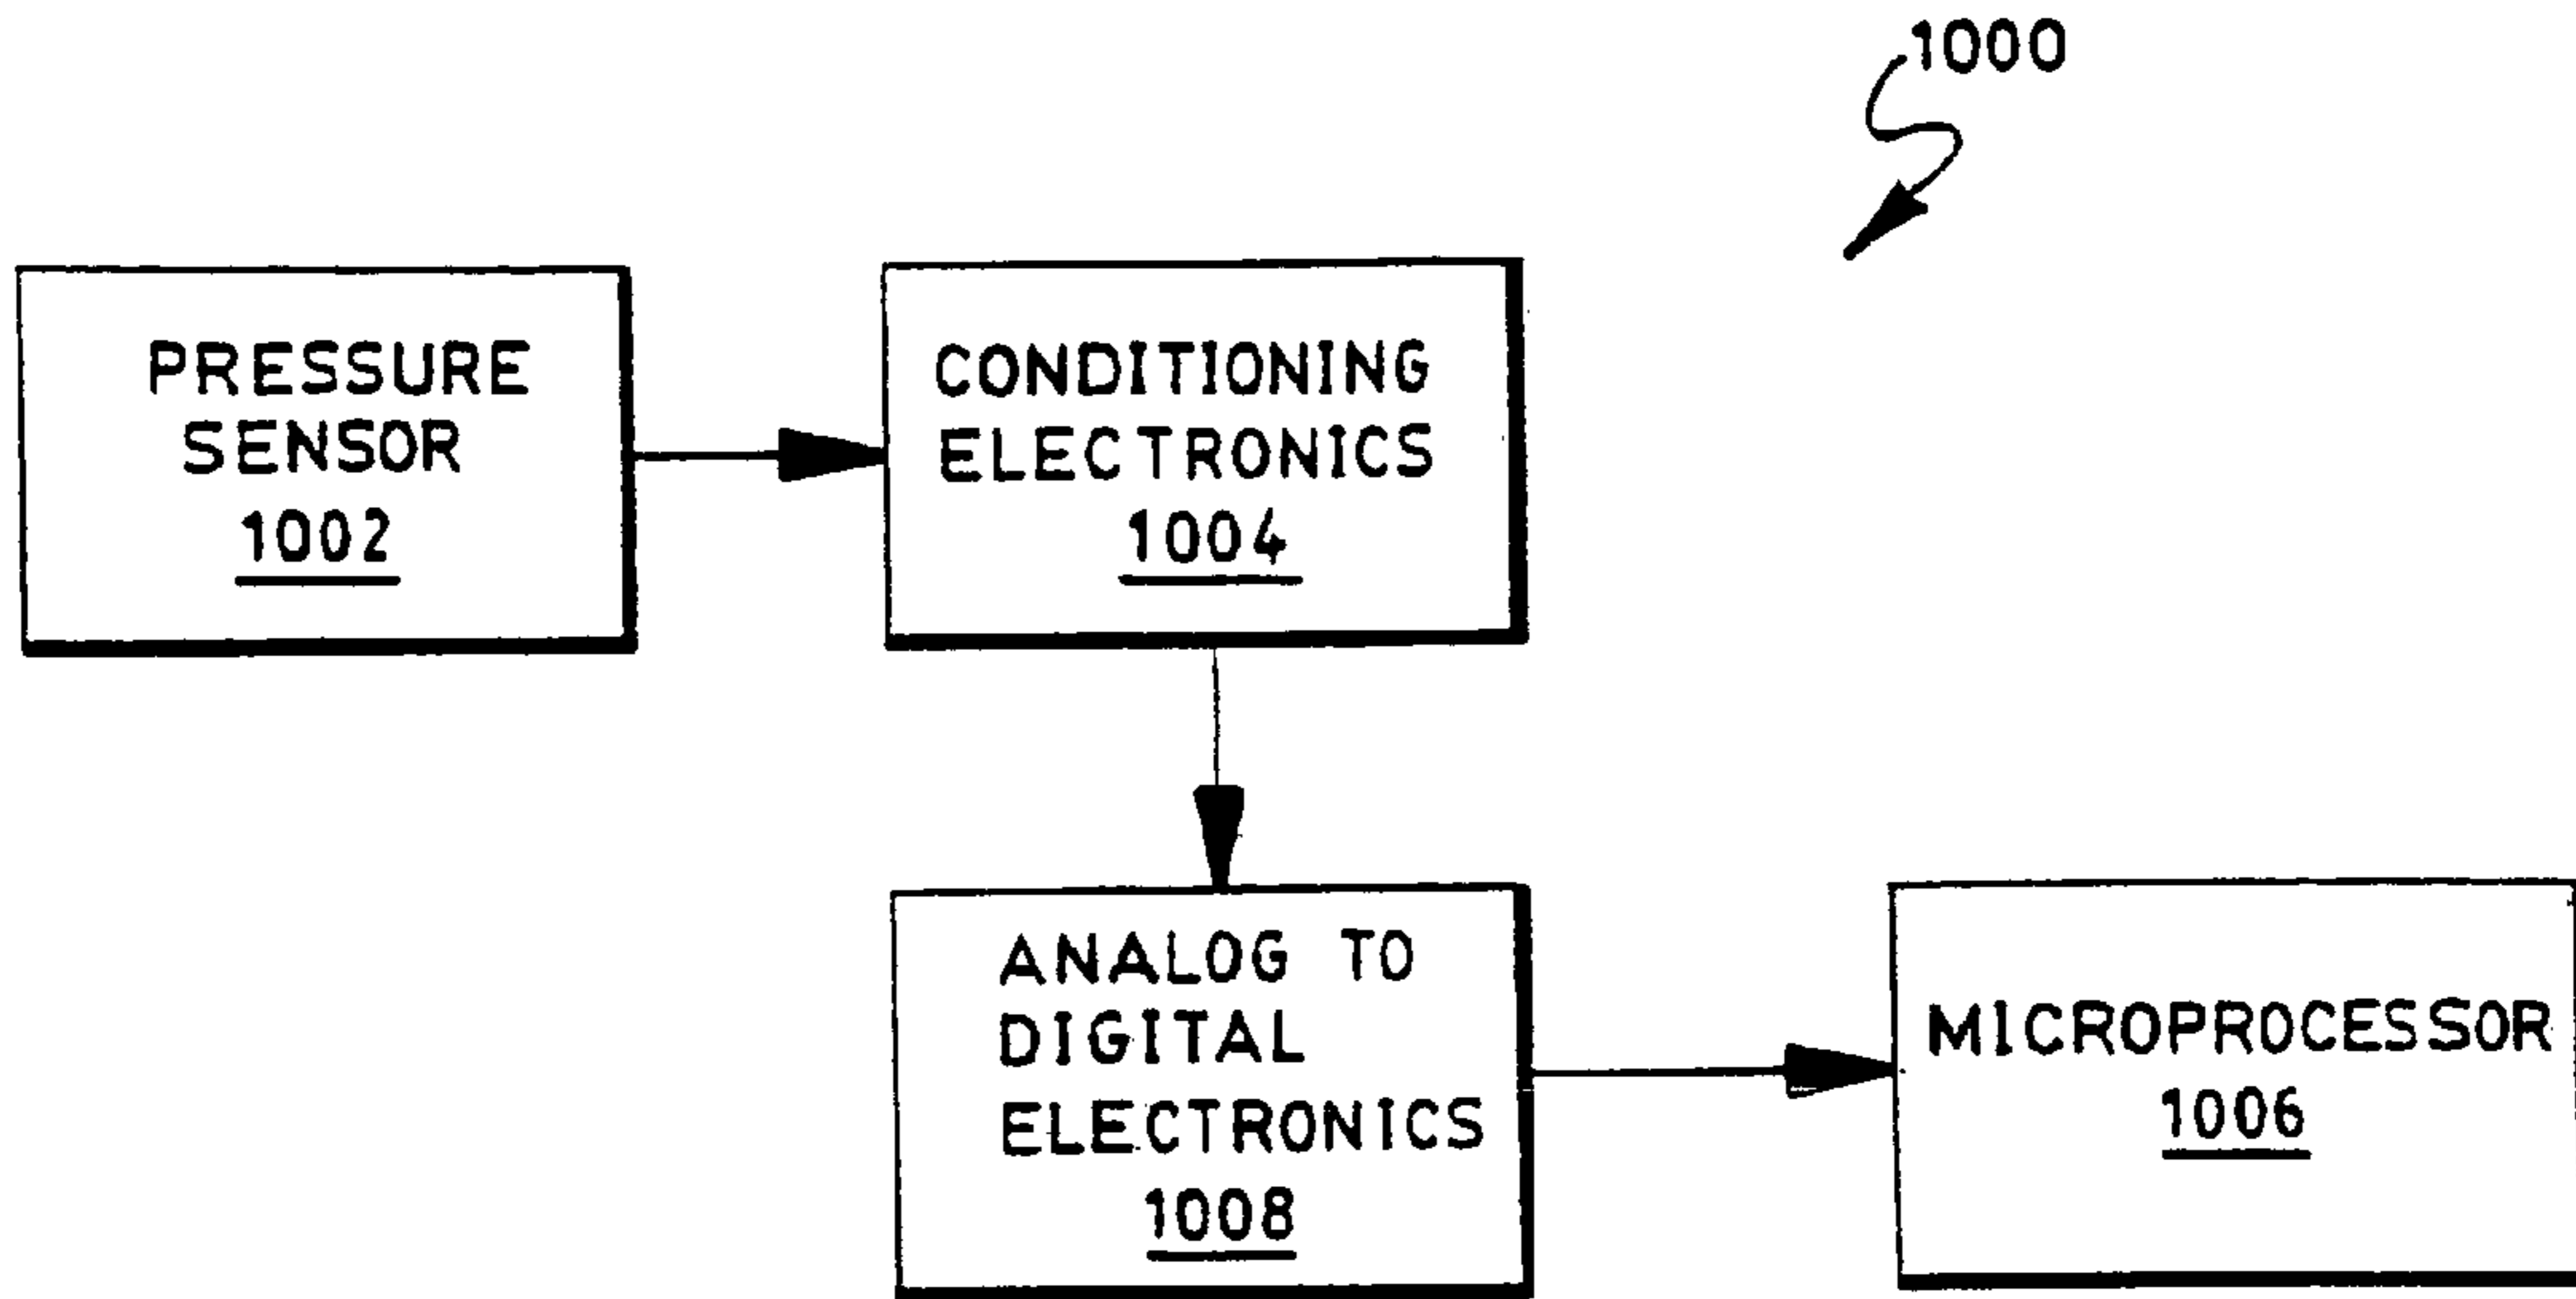 1000
PRESSURE
SENSOR
1002
CONDITIONING
ELECTRONICS
1004
ANALOG TO
DIGITAL
ELECTRONICS
1008
MICROPROCESSOR
1006